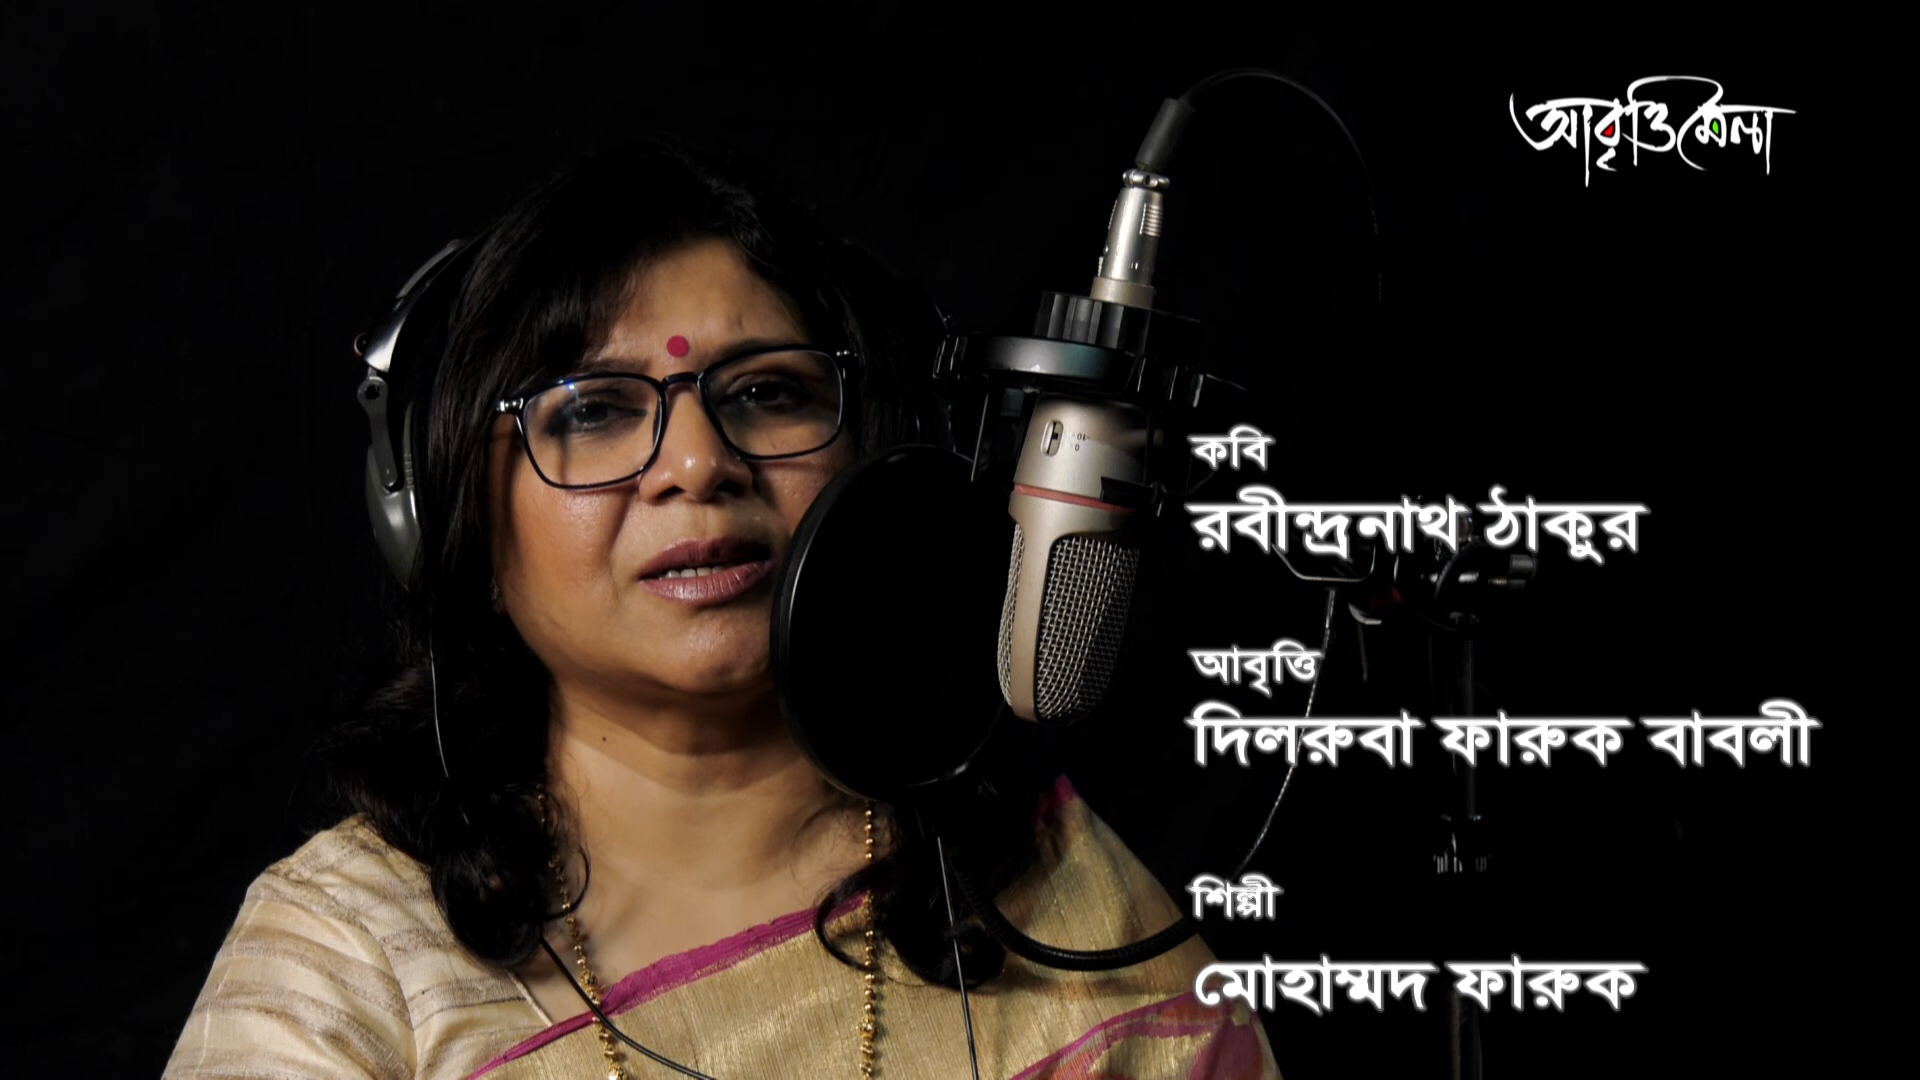 আবৃত্তিমেলা
কবি
রবীন্দ্রনাথ ঠাকুর
আবৃত্তি
দিলরুবা ফারুক বাবলী
শিল্পী
মোহাম্মদ ফারুক